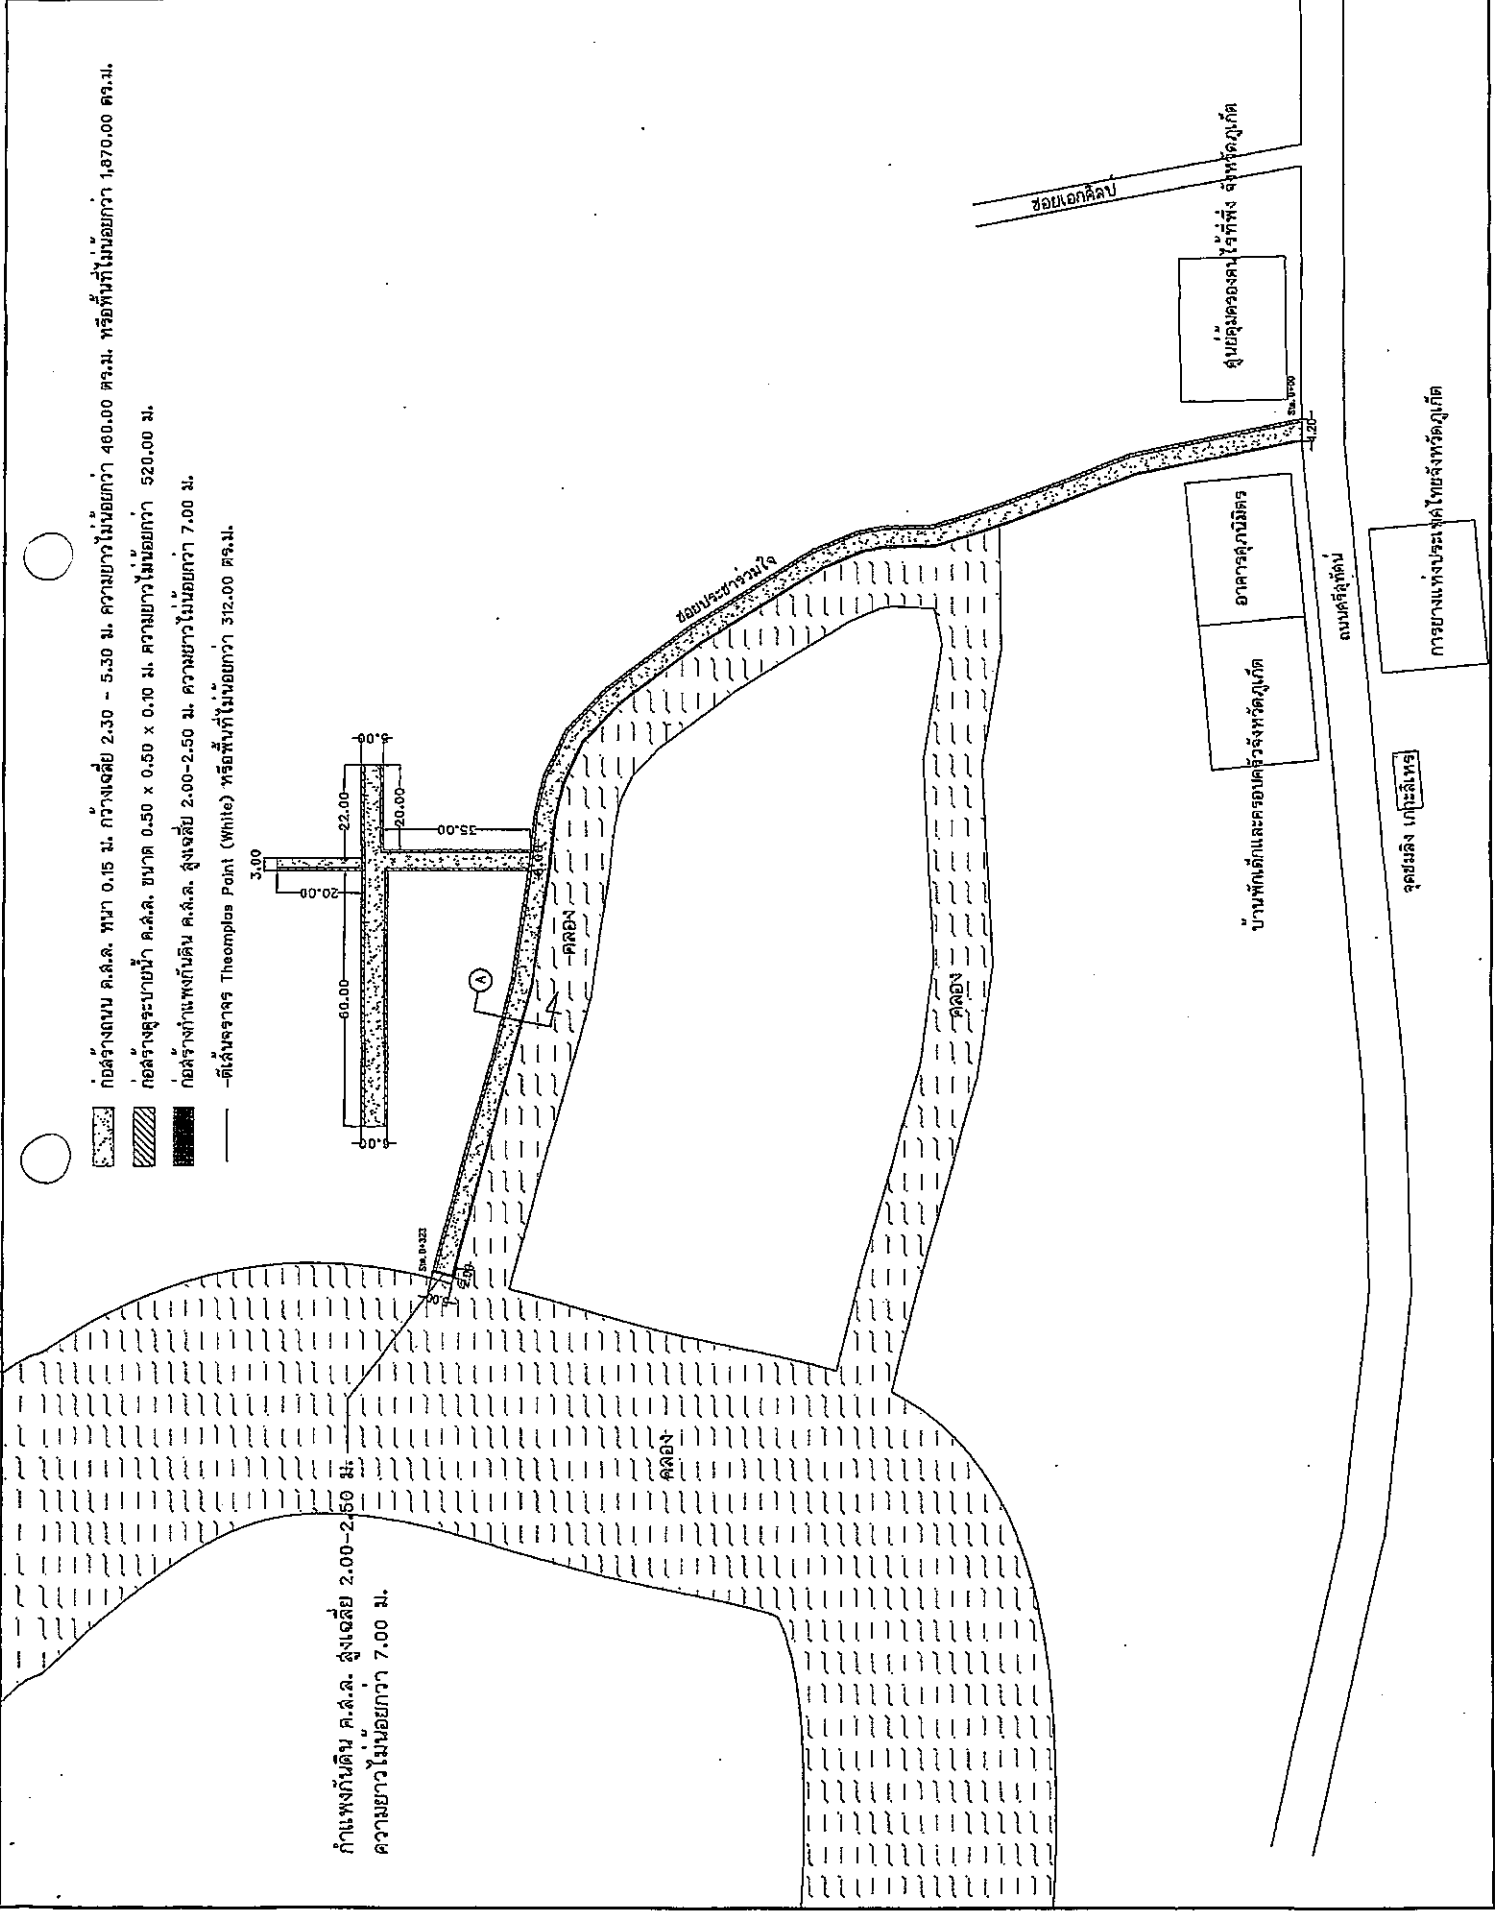 ก่อสร้างถนน ค.ส.ล. หนา 0.15 ม. กว้างเฉลี่ย 2.30 - 5.30 ม. ความยาวไม่น้อยกว่า 460.00 ตร.ม. หรือพื้นที่ไม่น้อยกว่า 1,870.00 ตร.ม.
ก่อสร้างคูระบายน้ำ ค.ส.ล. ขนาด 0.50 x 0.50 x 0.10 ม. ความยาวไม่น้อยกว่า 520.00 ม.
ก่อสร้างกำแพงกันดิน ค.ส.ล. สูงเฉลี่ย 2.00-2.50 ม. ความยาวไม่น้อยกว่า 7.00 ม.
-ตีเส้นจราจร Theomplas Paint (White) หรือพื้นที่ไม่น้อยกว่า 312.00 ตร.ม.
3.00
20.00
22.00
60.00
5.00
20.00
35.00
6.00
A
ซอยประชาร่วมใจ
Sta. 0+323
5.00
กำแพงกันดิน ค.ส.ล. สูงเฉลี่ย 2.00-2.50 ม.
ความยาวไม่น้อยกว่า 7.00 ม.
คลอง
คลอง
คลอง
ซอยเอกศิลป์
ศูนย์คุ้มครองคนไร้ที่พึ่ง จังหวัดภูเก็ต
Sta. 0+00
4.20
อาคารศุภนิมิตร
บ้านพักเด็กและครอบครัวจังหวัดภูเก็ต
ถนนศรีสุทัศน์
การยางแห่งประเทศไทยจังหวัดภูเก็ต
จุดชมลิง เกาะสิเหร่